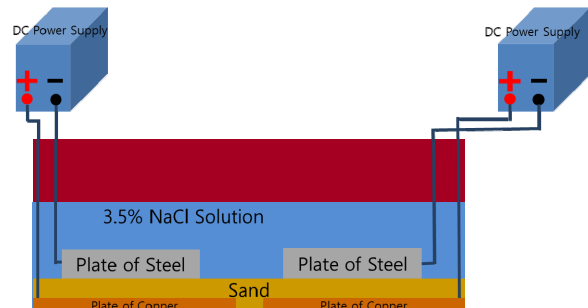 DC Power Supply
DC Power Supply
+ −
+ −
3.5% NaCl Solution
Plate of Steel
Plate of Steel
Sand
Plate of Copper
Plate of Copper